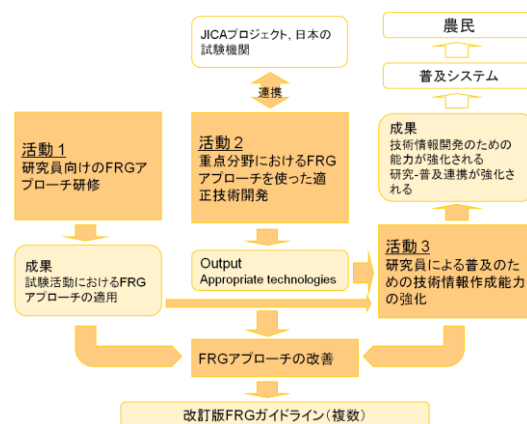 JICAプロジェクト, 日本の
試験機関
連携
農民
普及システム
活動 1
研究員向けのFRGア
プローチ研修
活動 2
重点分野におけるFRG
アプローチを使った適
正技術開発
成果
技術情報開発のための
能力が強化される
研究-普及連携が強化さ
れる
成果
試験活動におけるFRG
アプローチの適用
Output
Appropriate technologies
活動 3
研究員による普及のた
めの技術情報作成能力
の強化
FRGアプローチの改善
改訂版FRGガイドライン（複数）